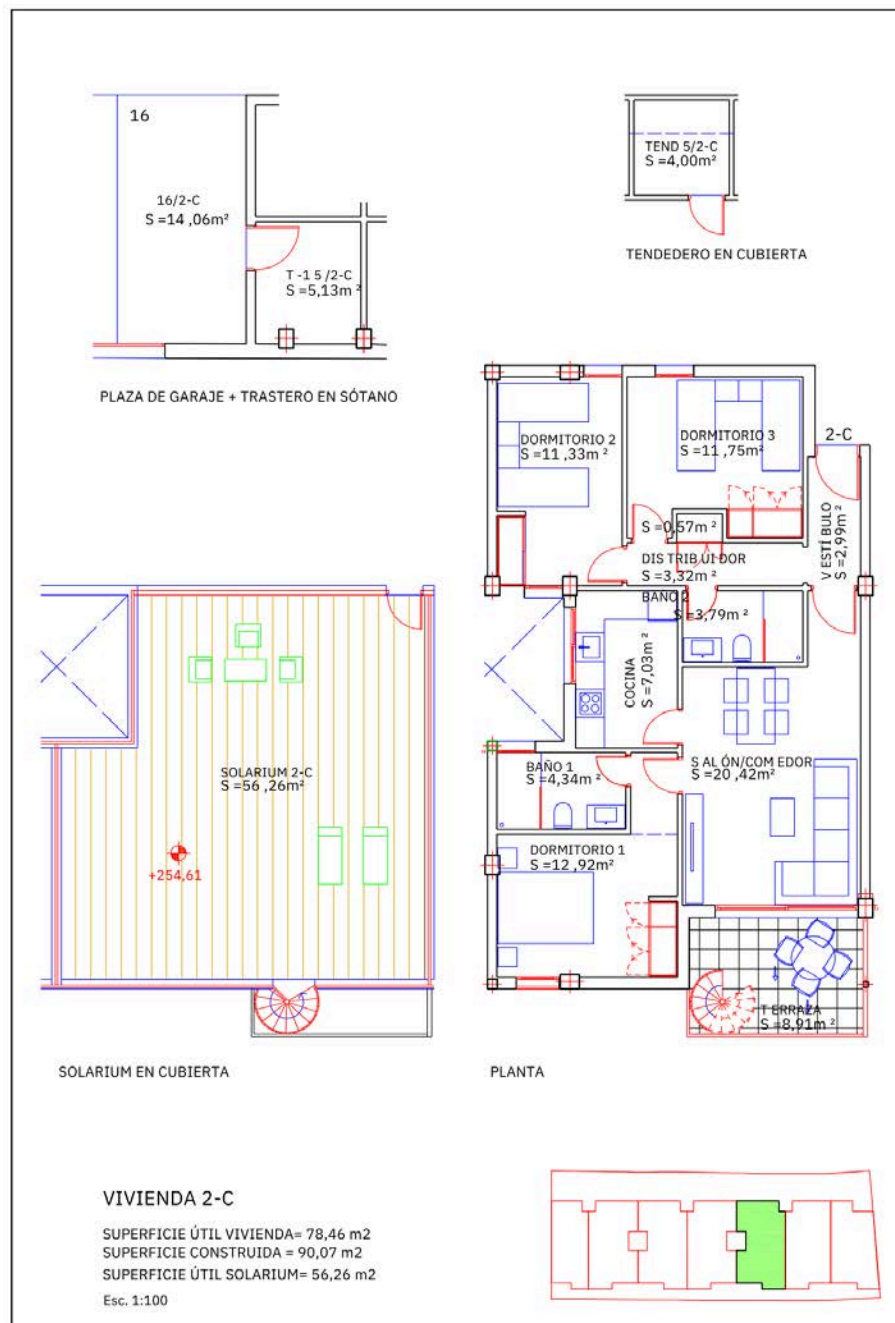 16
16/2-C
S =14 ,06m²
T -1 5 /2-C
S =5,13m ²
PLAZA DE GARAJE + TRASTERO EN SÓTANO
TEND 5/2-C
S =4,00m²
TENDEDERO EN CUBIERTA
DORMITORIO 2
S =11 ,33m ²
DORMITORIO 3
S =11 ,75m²
2-C
V ESTÍ BULO
S =2,99m²
S =0,57m ²
DIS TRIB UI DOR
S =3,32m ²
BAÑO 2
S =3,79m ²
COCINA
S =7,03m²
BAÑO 1
S =4,34m ²
S AL ÓN/COM EDOR
S =20 ,42m²
DORMITORIO 1
S =12 ,92m ²
T ERRAZA
S =8,91m ²
PLANTA
SOLARIUM 2-C
S =56 ,26m²
+254,61
SOLARIUM EN CUBIERTA
VIVIENDA 2-C
SUPERFICIE ÚTIL VIVIENDA= 78,46 m2
SUPERFICIE CONSTRUIDA = 90,07 m2
SUPERFICIE ÚTIL SOLARIUM= 56,26 m2
Esc. 1:100